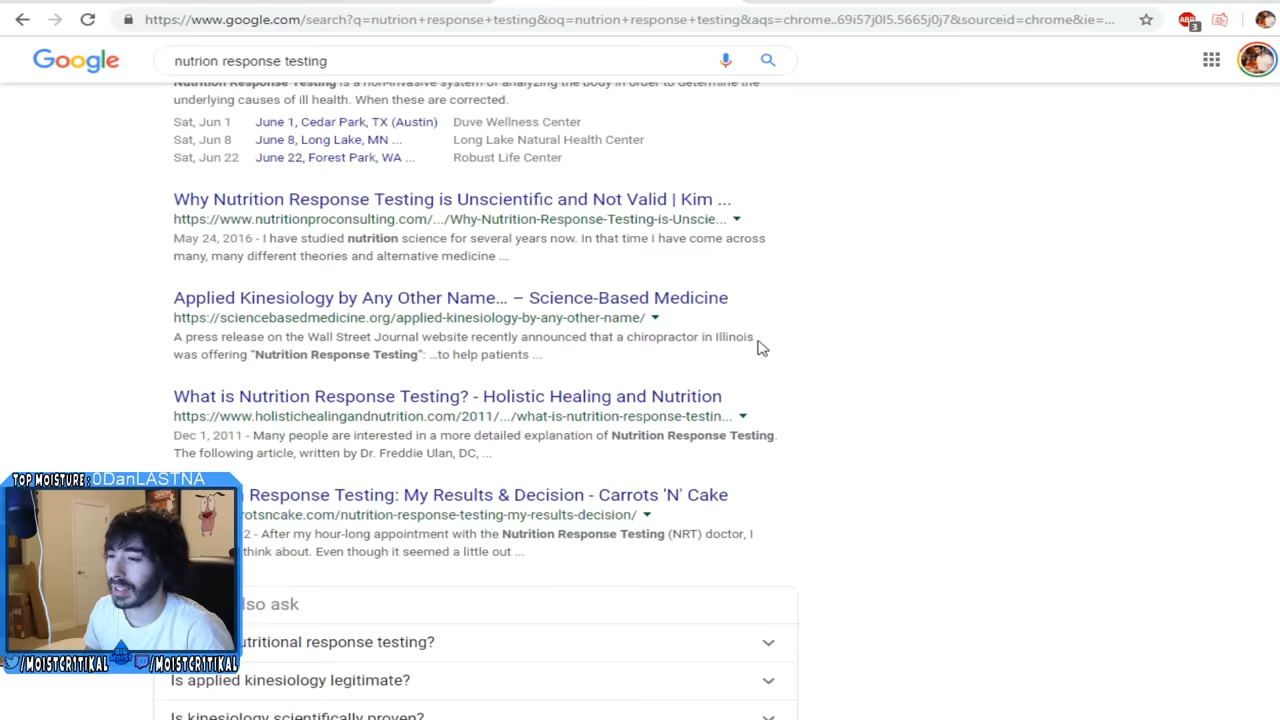 https://www.google.com/search?q=nutrion+response+testing&oq=nutrion+response+testing&aqs=chrome..69i57j0l5.5665j0j7&sourceid=chrome&ie=...
ABP
3
Google
nutrion response testing
Nutrition Response Testing is a non-invasive system of analyzing the body in order to determine the
underlying causes of ill health. When these are corrected.
Sat, Jun 1 June 1, Cedar Park, TX (Austin) Duve Wellness Center
Sat, Jun 8 June 8, Long Lake, MN ... Long Lake Natural Health Center
Sat, Jun 22 June 22, Forest Park, WA ... Robust Life Center
Why Nutrition Response Testing is Unscientific and Not Valid | Kim ...
https://www.nutritionproconsulting.com/.../Why-Nutrition-Response-Testing-is-Unscie...
May 24, 2016 - I have studied nutrition science for several years now. In that time I have come across
many, many different theories and alternative medicine ...
Applied Kinesiology by Any Other Name... – Science-Based Medicine
https://sciencebasedmedicine.org/applied-kinesiology-by-any-other-name/
A press release on the Wall Street Journal website recently announced that a chiropractor in Illinois
was offering "Nutrition Response Testing": ...to help patients ...
What is Nutrition Response Testing? - Holistic Healing and Nutrition
https://www.holistichealingandnutrition.com/2011/.../what-is-nutrition-response-testin...
Dec 1, 2011 - Many people are interested in a more detailed explanation of Nutrition Response Testing.
The following article, written by Dr. Freddie Ulan, DC, ...
TOP MOISTURE: 0DanLASTNA
Response Testing: My Results & Decision - Carrots 'N' Cake
rotsncake.com/nutrition-response-testing-my-results-decision/
2 - After my hour-long appointment with the Nutrition Response Testing (NRT) doctor, I
think about. Even though it seemed a little out ...
lso ask
utritional response testing?
/MOISTCR1TIKAL
BIG MOIST
/MOISTCR1TIKAL
Is applied kinesiology legitimate?
Is kinesiology scientifically proven?